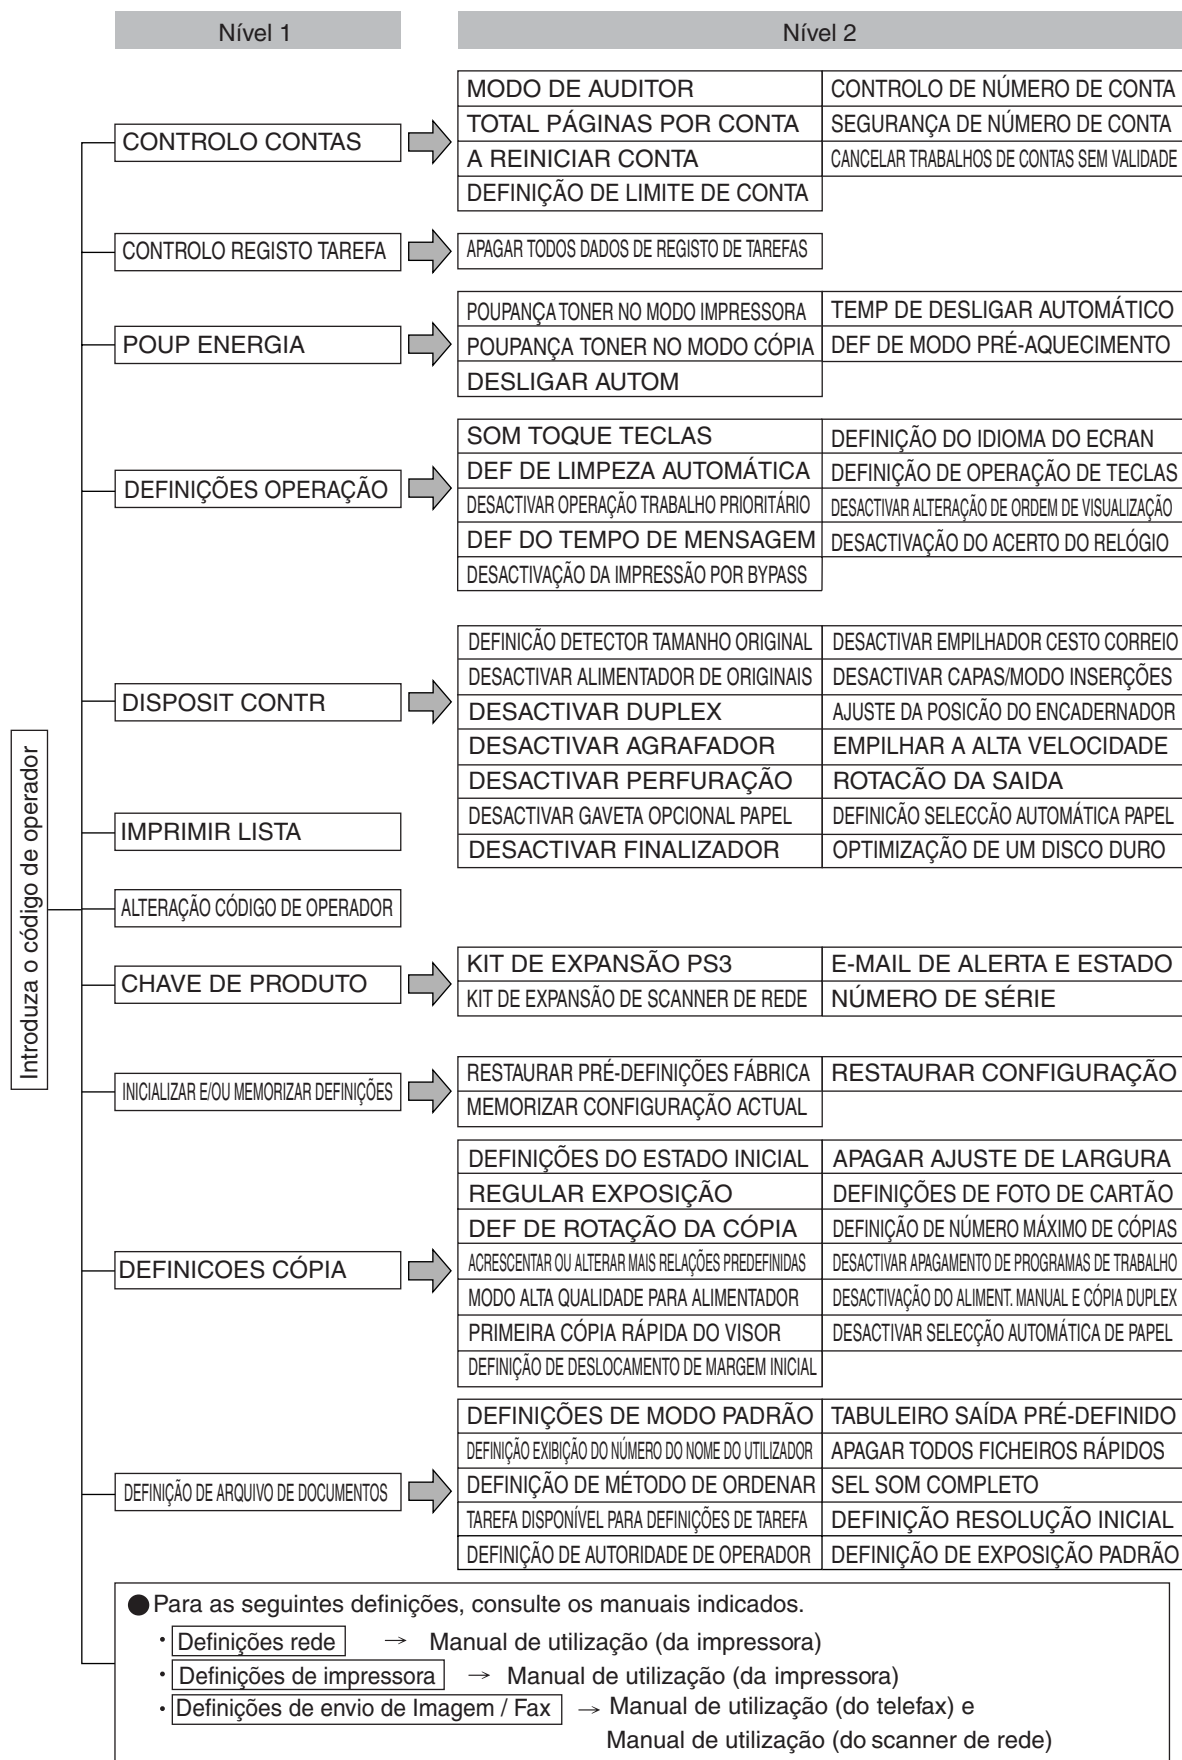 Nível 1
Nível 2
Introduza o código de operador
CONTROLO CONTAS
MODO DE AUDITOR
CONTROLO DE NÚMERO DE CONTA
TOTAL PÁGINAS POR CONTA
SEGURANÇA DE NÚMERO DE CONTA
A REINICIAR CONTA
CANCELAR TRABALHOS DE CONTAS SEM VALIDADE
DEFINIÇÃO DE LIMITE DE CONTA
CONTROLO REGISTO TAREFA
APAGAR TODOS DADOS DE REGISTO DE TAREFAS
POUP ENERGIA
POUPANÇA TONER NO MODO IMPRESSORA
TEMP DE DESLIGAR AUTOMÁTICO
POUPANÇA TONER NO MODO CÓPIA
DEF DE MODO PRÉ-AQUECIMENTO
DESLIGAR AUTOM
DEFINIÇÕES OPERAÇÃO
SOM TOQUE TECLAS
DEFINIÇÃO DO IDIOMA DO ECRAN
DEF DE LIMPEZA AUTOMÁTICA
DEFINIÇÃO DE OPERAÇÃO DE TECLAS
DESACTIVAR OPERAÇÃO TRABALHO PRIORITÁRIO
DESACTIVAR ALTERAÇÃO DE ORDEM DE VISUALIZAÇÃO
DEF DO TEMPO DE MENSAGEM
DESACTIVAÇÃO DO ACERTO DO RELÓGIO
DESACTIVAÇÃO DA IMPRESSÃO POR BYPASS
DISPOSIT CONTR
DEFINICÃO DETECTOR TAMANHO ORIGINAL
DESACTIVAR EMPILHADOR CESTO CORREIO
DESACTIVAR ALIMENTADOR DE ORIGINAIS
DESACTIVAR CAPAS/MODO INSERÇÕES
DESACTIVAR DUPLEX
AJUSTE DA POSICÃO DO ENCADERNADOR
DESACTIVAR AGRAFADOR
EMPILHAR A ALTA VELOCIDADE
DESACTIVAR PERFURAÇÃO
ROTACÃO DA SAIDA
DESACTIVAR GAVETA OPCIONAL PAPEL
DEFINICÃO SELECCÃO AUTOMÁTICA PAPEL
DESACTIVAR FINALIZADOR
OPTIMIZAÇÃO DE UM DISCO DURO
IMPRIMIR LISTA
ALTERAÇÃO CÓDIGO DE OPERADOR
CHAVE DE PRODUTO
KIT DE EXPANSÃO PS3
E-MAIL DE ALERTA E ESTADO
KIT DE EXPANSÃO DE SCANNER DE REDE
NÚMERO DE SÉRIE
INICIALIZAR E/OU MEMORIZAR DEFINIÇÕES
RESTAURAR PRÉ-DEFINIÇÕES FÁBRICA
RESTAURAR CONFIGURAÇÃO
MEMORIZAR CONFIGURAÇÃO ACTUAL
DEFINICOES CÓPIA
DEFINIÇÕES DO ESTADO INICIAL
APAGAR AJUSTE DE LARGURA
REGULAR EXPOSIÇÃO
DEFINIÇÕES DE FOTO DE CARTÃO
DEF DE ROTAÇÃO DA CÓPIA
DEFINIÇÃO DE NÚMERO MÁXIMO DE CÓPIAS
ACRESCENTAR OU ALTERAR MAIS RELAÇÕES PREDEFINIDAS
DESACTIVAR APAGAMENTO DE PROGRAMAS DE TRABALHO
MODO ALTA QUALIDADE PARA ALIMENTADOR
DESACTIVAÇÃO DO ALIMENT. MANUAL E CÓPIA DUPLEX
PRIMEIRA CÓPIA RÁPIDA DO VISOR
DESACTIVAR SELECÇÃO AUTOMÁTICA DE PAPEL
DEFINIÇÃO DE DESLOCAMENTO DE MARGEM INICIAL
DEFINIÇÃO DE ARQUIVO DE DOCUMENTOS
DEFINIÇÕES DE MODO PADRÃO
TABULEIRO SAÍDA PRÉ-DEFINIDO
DEFINIÇÃO EXIBIÇÃO DO NÚMERO DO NOME DO UTILIZADOR
APAGAR TODOS FICHEIROS RÁPIDOS
DEFINIÇÃO DE MÉTODO DE ORDENAR
SEL SOM COMPLETO
TAREFA DISPONÍVEL PARA DEFINIÇÕES DE TAREFA
DEFINIÇÃO RESOLUÇÃO INICIAL
DEFINIÇÃO DE AUTORIDADE DE OPERADOR
DEFINIÇÃO DE EXPOSIÇÃO PADRÃO
●Para as seguintes definições, consulte os manuais indicados.
· Definições rede → Manual de utilização (da impressora)
· Definições de impressora → Manual de utilização (da impressora)
· Definições de envio de Imagem / Fax → Manual de utilização (do telefax) e
Manual de utilização (do scanner de rede)